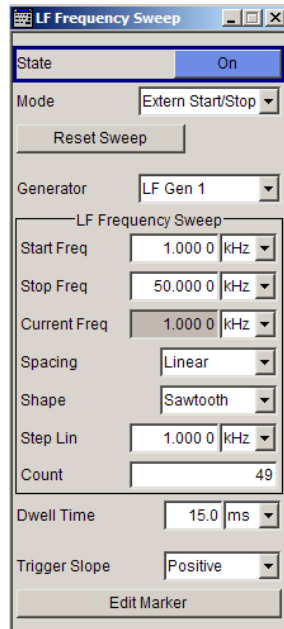 LF Frequency Sweep
State On
Mode Extern Start/Stop
Reset Sweep
Generator LF Gen 1
LF Frequency Sweep
Start Freq 1.000 0 kHz
Stop Freq 50.000 0 kHz
Current Freq 1.000 0 kHz
Spacing Linear
Shape Sawtooth
Step Lin 1.000 0 kHz
Count 49
Dwell Time 15.0 ms
Trigger Slope Positive
Edit Marker